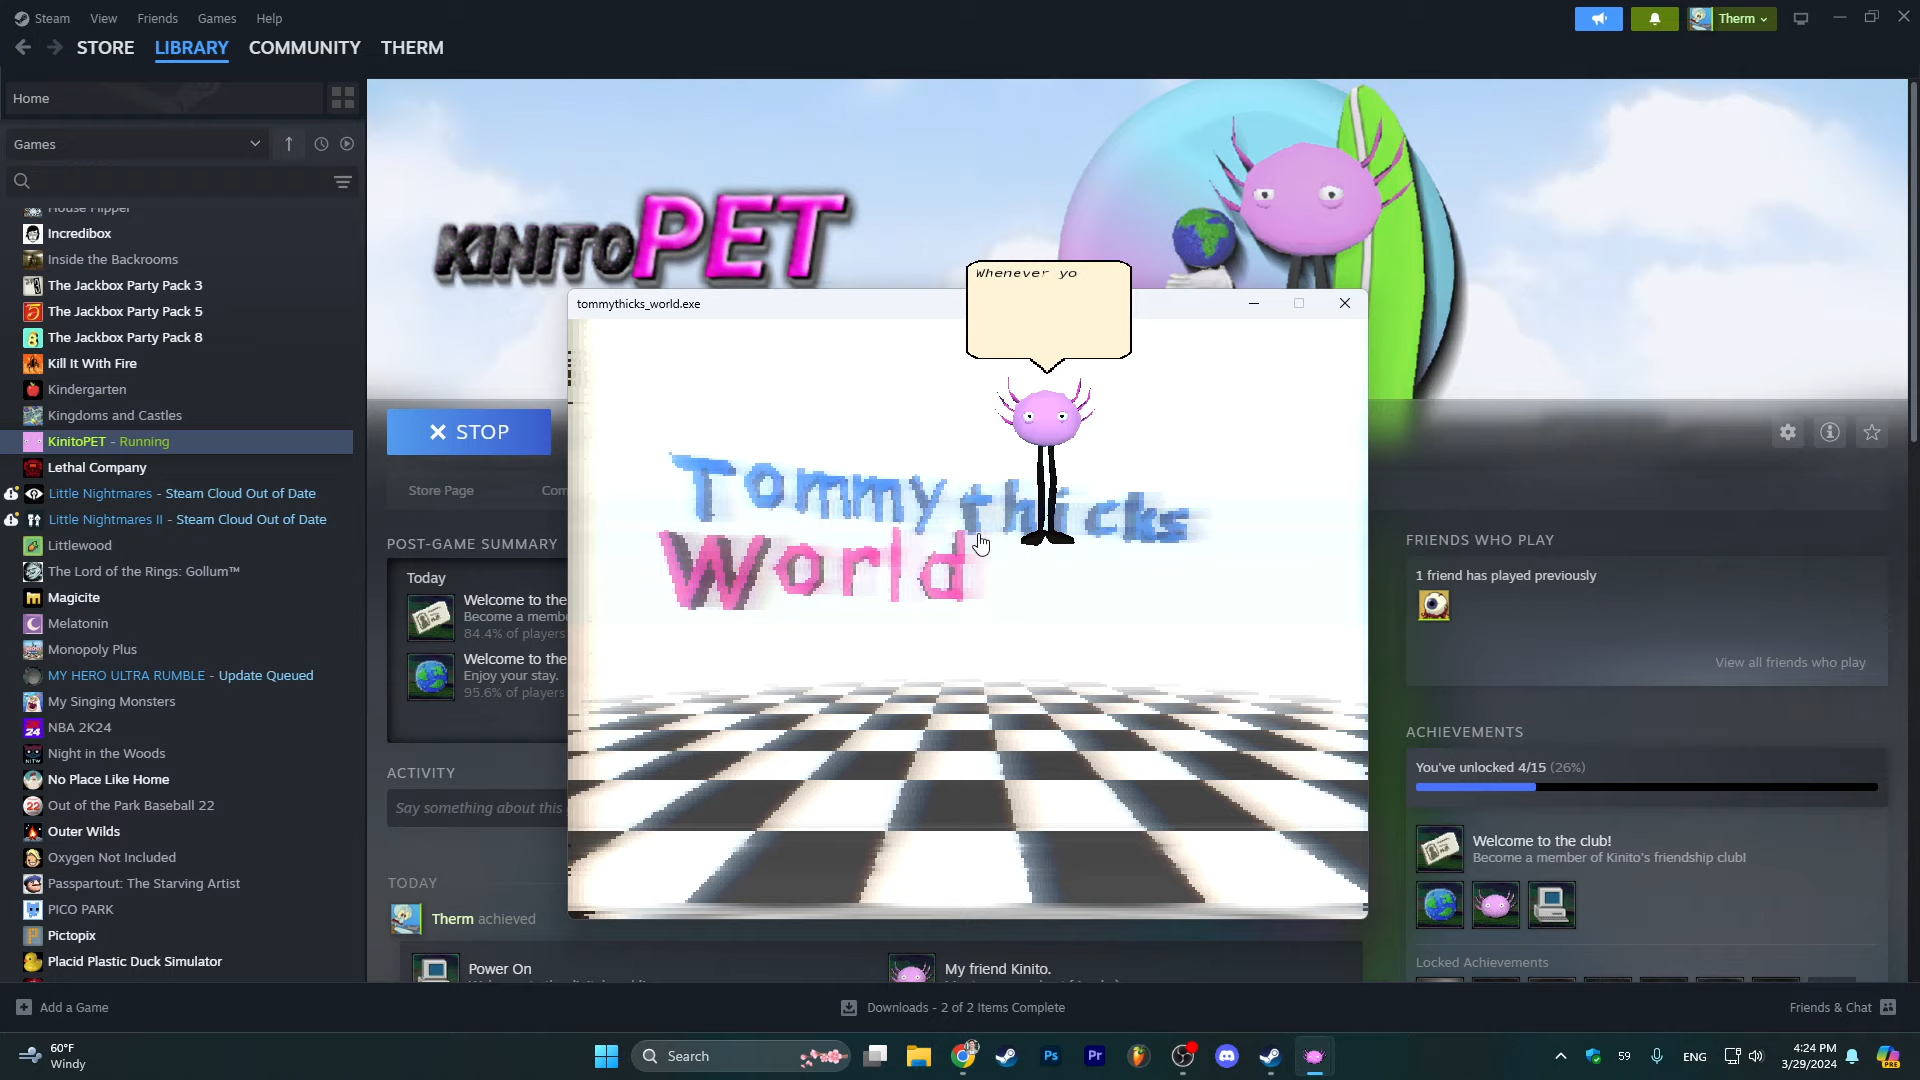 Steam View Friends Games Help Therm
STORE LIBRARY COMMUNITY THERM
Home
Games
House Flipper
Incredibox
Inside the Backrooms
The Jackbox Party Pack 3
The Jackbox Party Pack 5
The Jackbox Party Pack 8
Kill It With Fire
Kindergarten
Kingdoms and Castles
KinitoPET - Running
Lethal Company
Little Nightmares - Steam Cloud Out of Date
Little Nightmares II - Steam Cloud Out of Date
Littlewood
The Lord of the Rings: Gollum™
Magicite
Melatonin
Monopoly Plus
MY HERO ULTRA RUMBLE - Update Queued
My Singing Monsters
NBA 2K24
Night in the Woods
No Place Like Home
Out of the Park Baseball 22
Outer Wilds
Oxygen Not Included
Passpartout: The Starving Artist
PICO PARK
Pictopix
Placid Plastic Duck Simulator
KINITOPET
STOP
Store Page Com
POST-GAME SUMMARY
Today
Welcome to the
Become a membe
84.4% of players
Welcome to the
Enjoy your stay.
95.6% of players
ACTIVITY
Say something about this
TODAY
Therm achieved
Power On
My friend Kinito.
tommythicks_world.exe
Whenever yo
Tommythicks
World
FRIENDS WHO PLAY
1 friend has played previously
View all friends who play
ACHIEVEMENTS
You've unlocked 4/15 (26%)
Welcome to the club!
Become a member of Kinito's friendship club!
Locked Achievements
Add a Game
Downloads - 2 of 2 Items Complete
Friends & Chat
60°F
Windy
Search
Ps
Pr
59
ENG
4:24 PM
3/29/2024
PRE